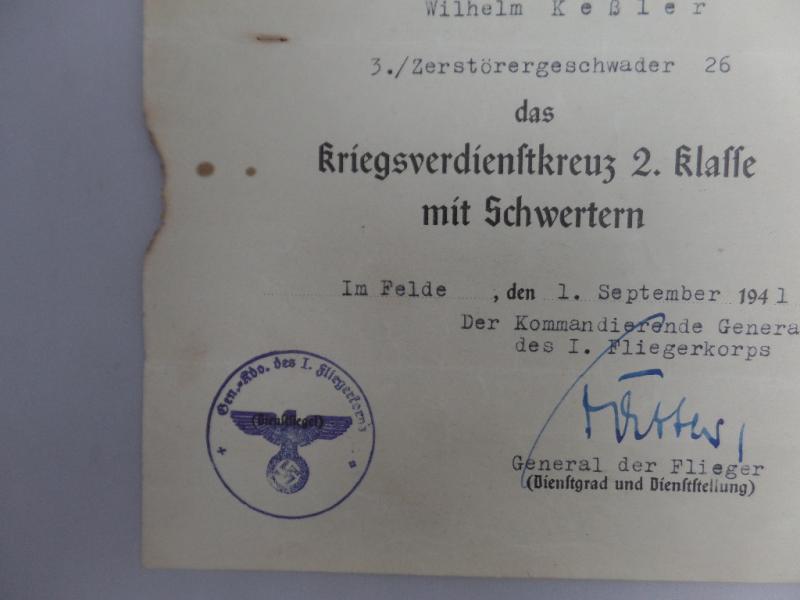 Wilhelm Keßler
3./Zerstörergeschwader 26
das
Kriegsverdienstkreuz 2. Klasse
mit Schwertern
Im Felde, den 1. September 1941
Der Kommandierende Genera
des I. Fliegerkorps
Gen.-Kdo. des I. Fliegerkorps
(Dienstsiegel)
General der Flieger
(Dienstgrad und Dienststellung)